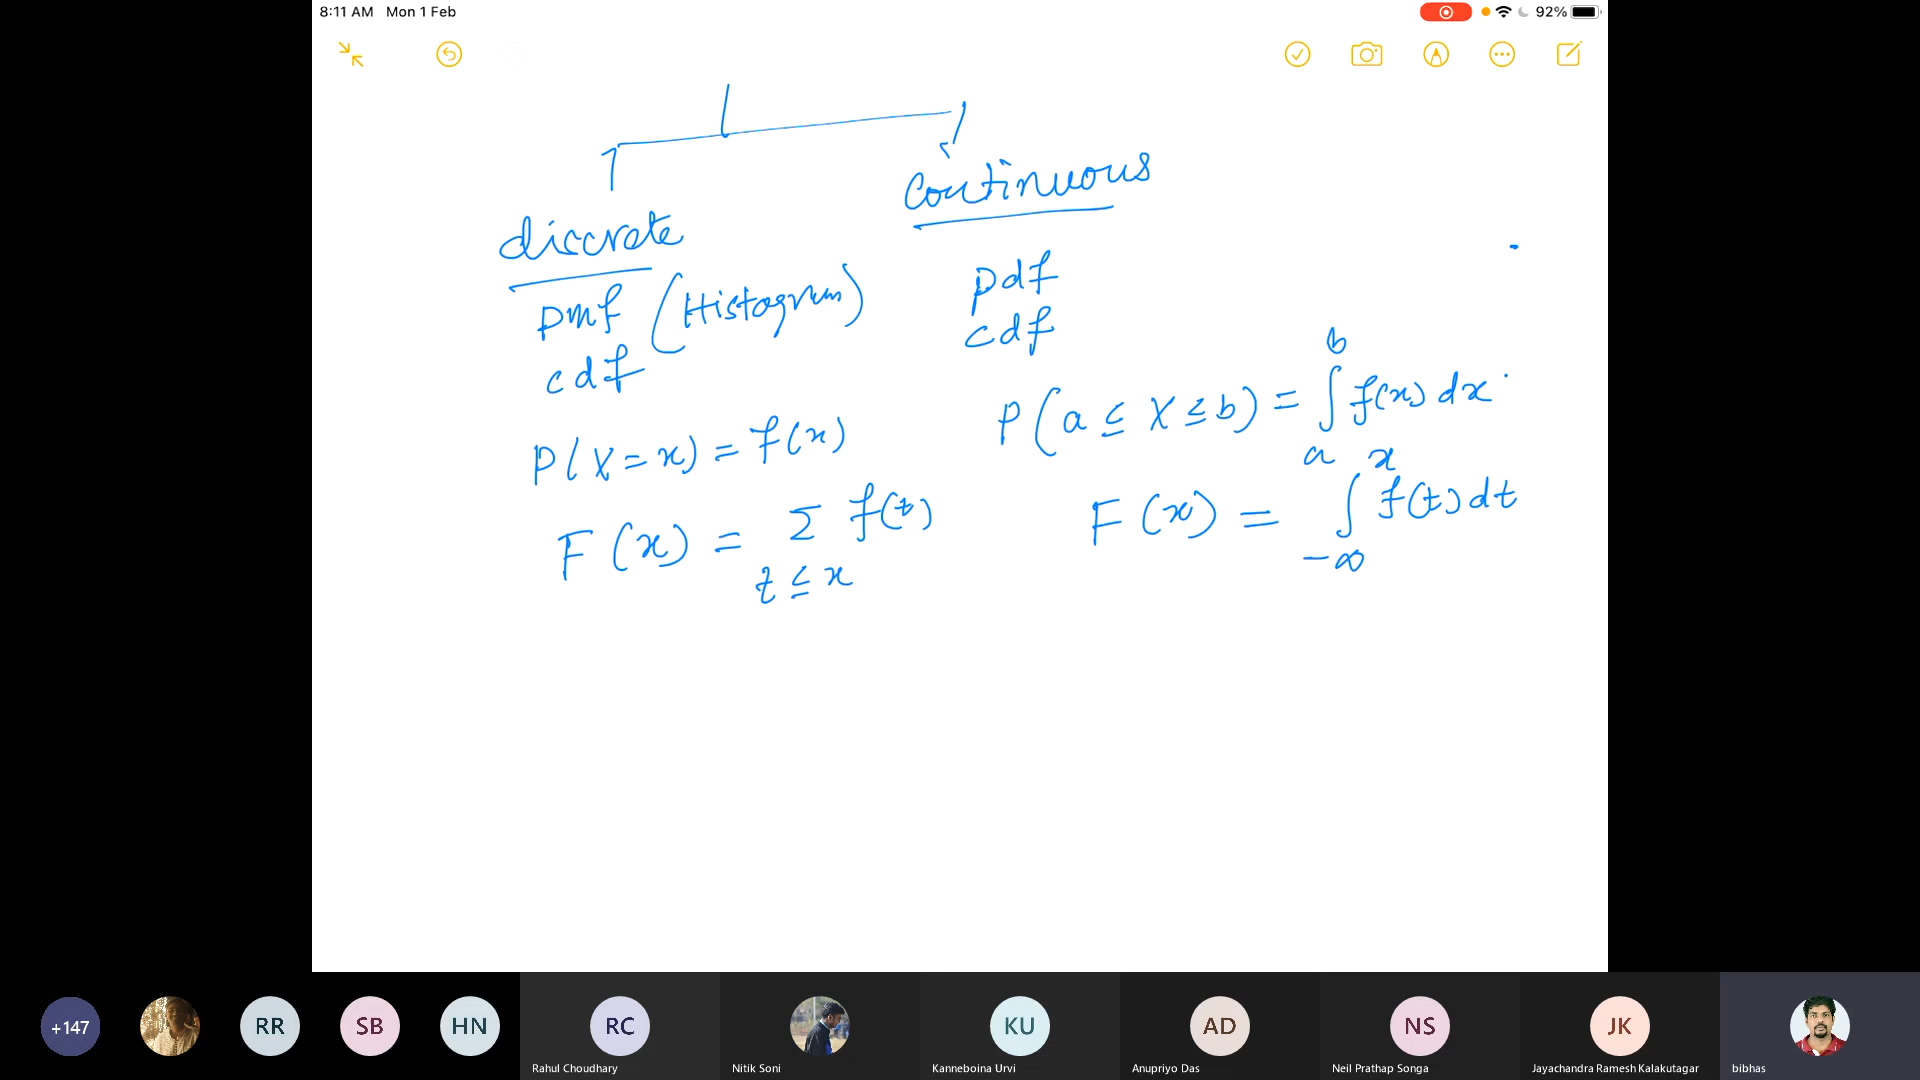 8:11 AM Mon 1 Feb
92%
discrete
pmf (Histogram)
cdf
P(X = x) = f(x)
F(x) = Σ f(t)
t ≤ x
continuous
pdf
cdf
P(a ≤ X ≤ b) = ∫ₐᵇ f(x) dx
F(x) = ∫₋∞ˣ f(t) dt
+147
RR
SB
HN
RC
KU
AD
NS
JK
Rahul Choudhary
Nitik Soni
Kanneboina Urvi
Anupriyo Das
Neil Prathap Songa
Jayachandra Ramesh Kalakutagar
bibhas